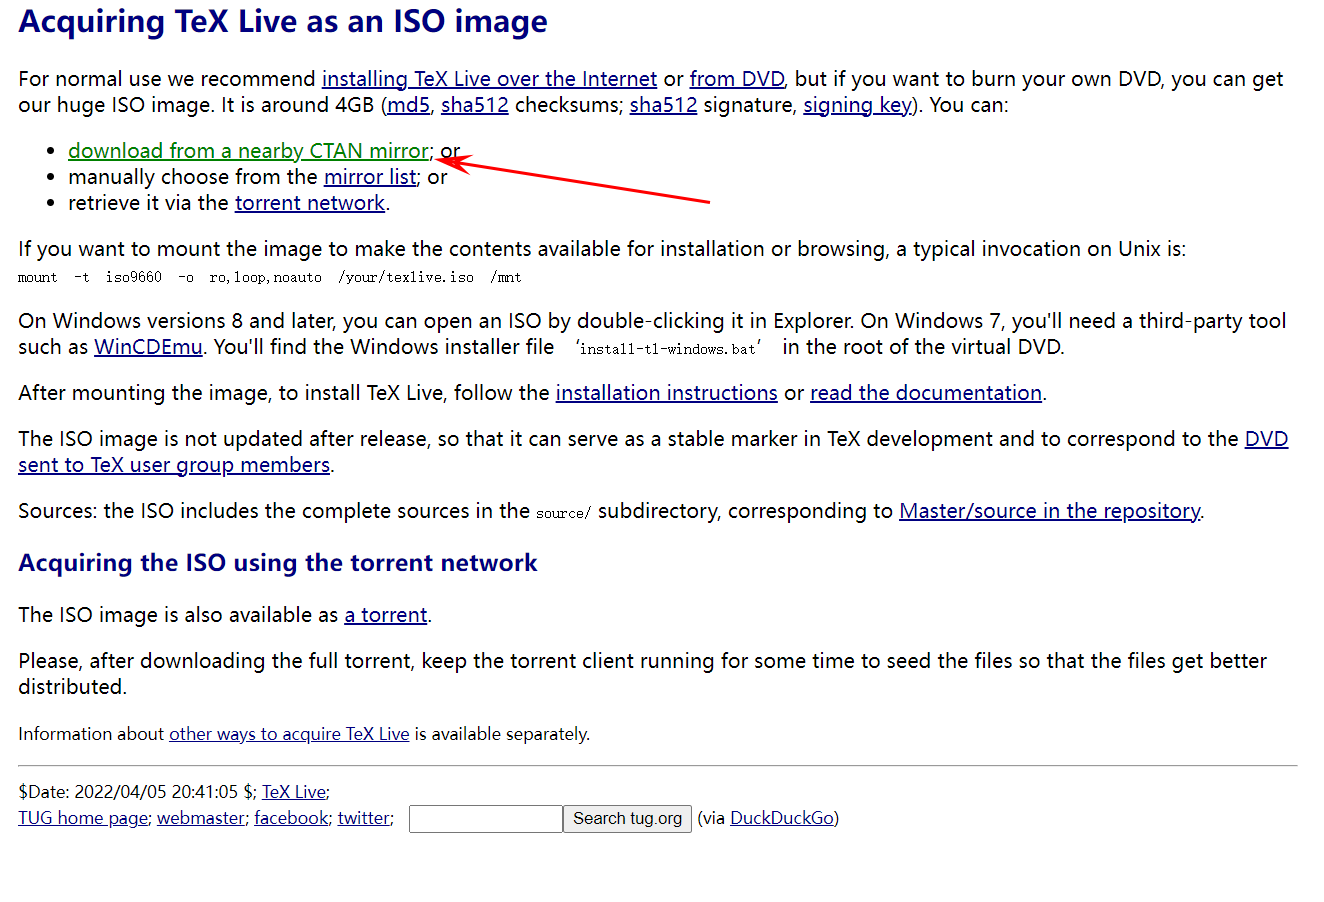 Acquiring TeX Live as an ISO image
For normal use we recommend installing TeX Live over the Internet or from DVD, but if you want to burn your own DVD, you can get
our huge ISO image. It is around 4GB (md5, sha512 checksums; sha512 signature, signing key). You can:
• download from a nearby CTAN mirror; or
• manually choose from the mirror list; or
• retrieve it via the torrent network.
If you want to mount the image to make the contents available for installation or browsing, a typical invocation on Unix is:
mount -t iso9660 -o ro,loop,noauto /your/texlive.iso /mnt
On Windows versions 8 and later, you can open an ISO by double-clicking it in Explorer. On Windows 7, you'll need a third-party tool
such as WinCDEmu. You'll find the Windows installer file ‘install-tl-windows.bat’ in the root of the virtual DVD.
After mounting the image, to install TeX Live, follow the installation instructions or read the documentation.
The ISO image is not updated after release, so that it can serve as a stable marker in TeX development and to correspond to the DVD
sent to TeX user group members.
Sources: the ISO includes the complete sources in the source/ subdirectory, corresponding to Master/source in the repository.
Acquiring the ISO using the torrent network
The ISO image is also available as a torrent.
Please, after downloading the full torrent, keep the torrent client running for some time to seed the files so that the files get better
distributed.
Information about other ways to acquire TeX Live is available separately.
$Date: 2022/04/05 20:41:05 $; TeX Live;
TUG home page; webmaster; facebook; twitter; Search tug.org (via DuckDuckGo)